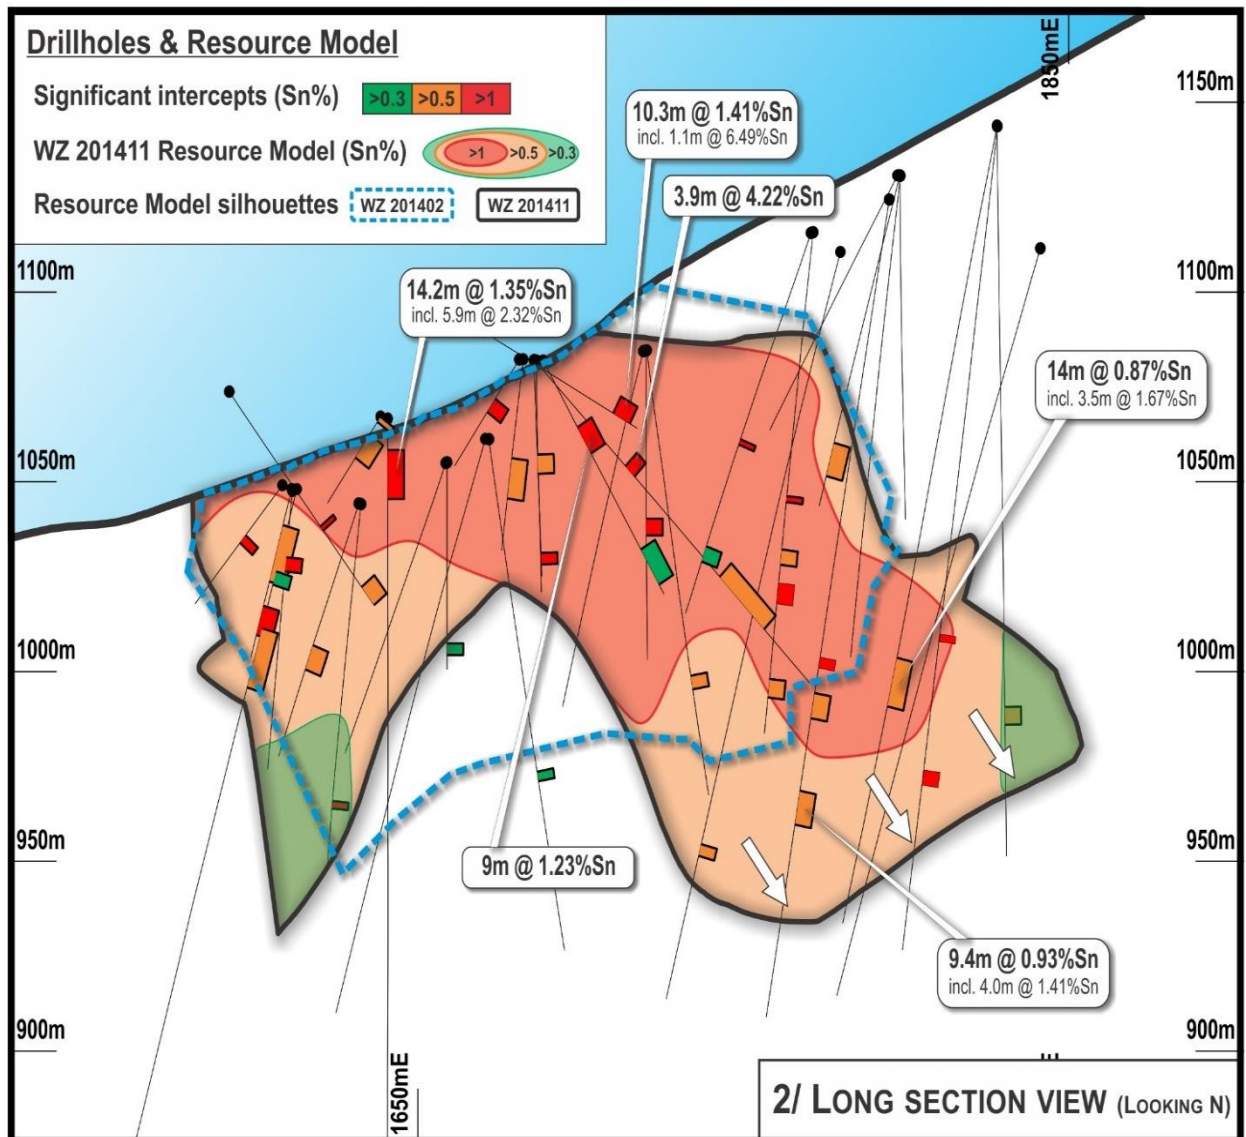 Drillholes & Resource Model
Significant intercepts (Sn%) >0.3 >0.5 >1
WZ 201411 Resource Model (Sn%) >1 >0.5 >0.3
Resource Model silhouettes WZ 201402 WZ 201411
1850mE
1150m
10.3m @ 1.41%Sn
incl. 1.1m @ 6.49%Sn
3.9m @ 4.22%Sn
1100m
1100m
14.2m @ 1.35%Sn
incl. 5.9m @ 2.32%Sn
14m @ 0.87%Sn
incl. 3.5m @ 1.67%Sn
1050m
1050m
1000m
1000m
950m
950m
9m @ 1.23%Sn
9.4m @ 0.93%Sn
incl. 4.0m @ 1.41%Sn
900m
900m
1650mE
2/ LONG SECTION VIEW (LOOKING N)